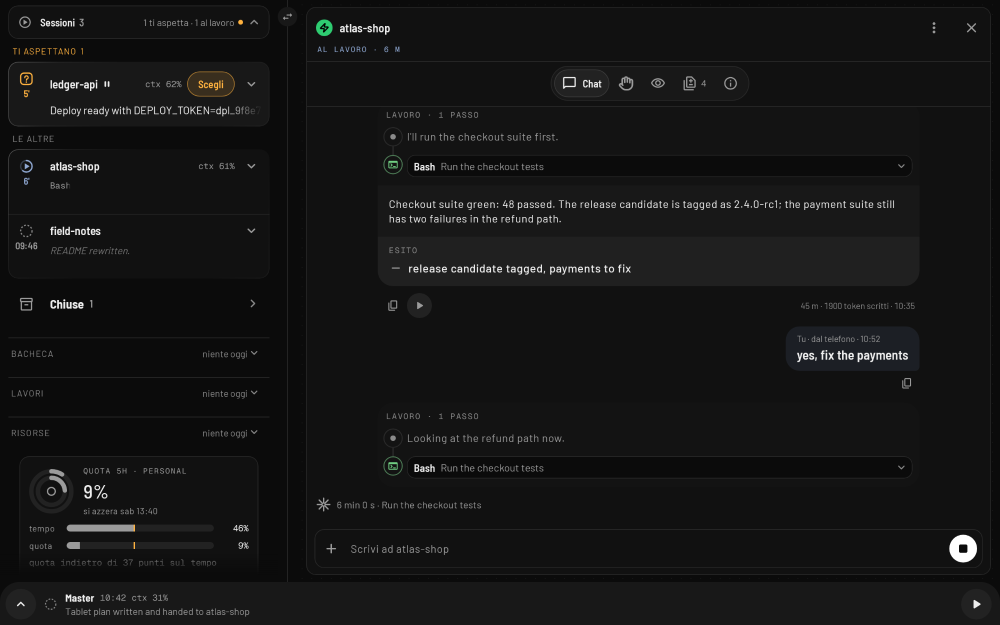 Sessioni 3
1 ti aspetta · 1 al lavoro
TI ASPETTANO 1
ledger-api
ctx 62%
Scegli
5'
Deploy ready with DEPLOY_TOKEN=dpl_9f8e7
LE ALTRE
atlas-shop
ctx 61%
6'
Bash
field-notes
09:46
README rewritten.
Chiuse 1
BACHECA
niente oggi
LAVORI
niente oggi
RISORSE
niente oggi
QUOTA 5H · PERSONAL
9%
si azzera sab 13:40
tempo
46%
quota
9%
quota indietro di 37 punti sul tempo
atlas-shop
AL LAVORO · 6 M
Chat
4
LAVORO · 1 PASSO
I'll run the checkout suite first.
Bash Run the checkout tests
Checkout suite green: 48 passed. The release candidate is tagged as 2.4.0-rc1; the payment suite still
has two failures in the refund path.
ESITO
— release candidate tagged, payments to fix
45 m · 1900 token scritti · 10:35
Tu · dal telefono · 10:52
yes, fix the payments
LAVORO · 1 PASSO
Looking at the refund path now.
Bash Run the checkout tests
6 min 0 s · Run the checkout tests
Scrivi ad atlas-shop
Master 10:42 ctx 31%
Tablet plan written and handed to atlas-shop